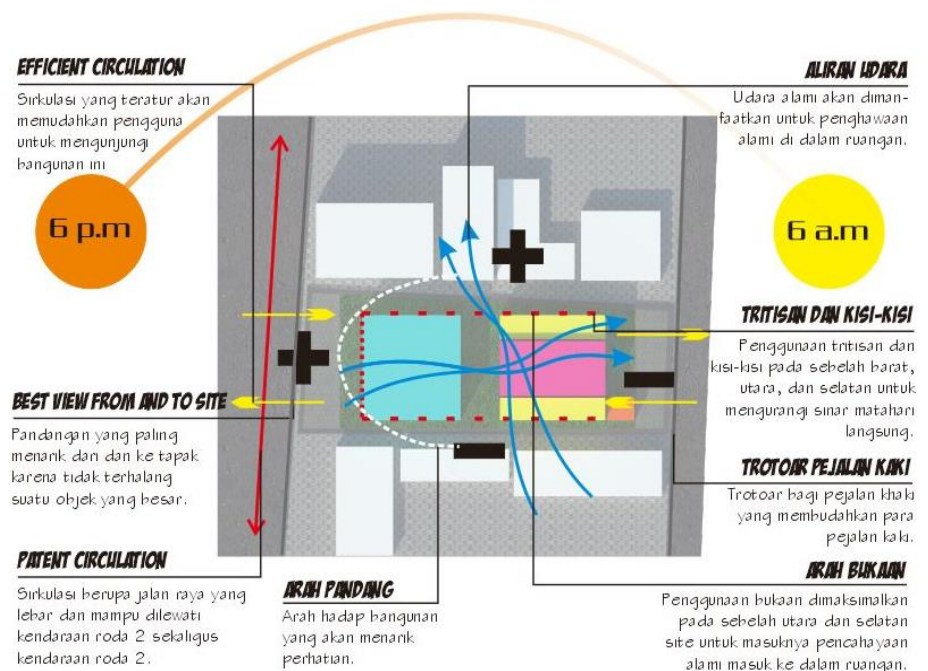 EFFICIENT CIRCULATION
Sirkulasi yang teratur akan
memudahkan pengguna
untuk mengunjungi
bangunan ini
6 p.m
BEST VIEW FROM AND TO SITE
Pandangan yang paling
menarik dari dan ke tapak
karena tidak terhalang
suatu objek yang besar.
PATENT CIRCULATION
Sirkulasi berupa jalan raya yang
lebar dan mampu dilewati
kendaraan roda 2 sekaligus
kendaraan roda 2.
ARAH PANDANG
Arah hadap bangunan
yang akan menarik
perhatian.
ALIRAN UDARA
Udara alami akan diman-
faatkan untuk penghawaan
alami di dalam ruangan.
6 a.m
TRITISAN DAN KISI-KISI
Penggunaan tritisan dan
kisi-kisi pada sebelah barat,
utara, dan selatan untuk
mengurangi sinar matahari
langsung.
TROTOAR PEJALAN KAKI
Trotoar bagi pejalan khaki
yang membudahkan para
pejalan kaki.
ARAH BUKAAN
Penggunaan bukaan dimaksimalkan
pada sebelah utara dan selatan
site untuk masuknya pencahayaan
alami masuk ke dalam ruangan.